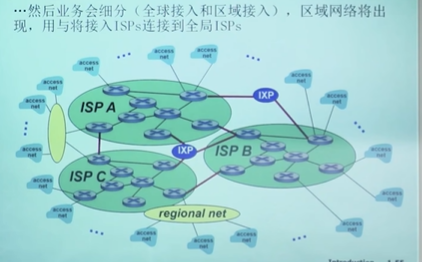 …然后业务会细分（全球接入和区域接入），区域网络将出
现，用与将接入ISPs连接到全局ISPs
access net
access net
access net
access net
access net
access net
access net
ISP A
IXP
access net
access net
access net
IXP
ISP B
access net
access net
ISP C
access net
access net
regional net
access net
access net
access net
access net
Introduction